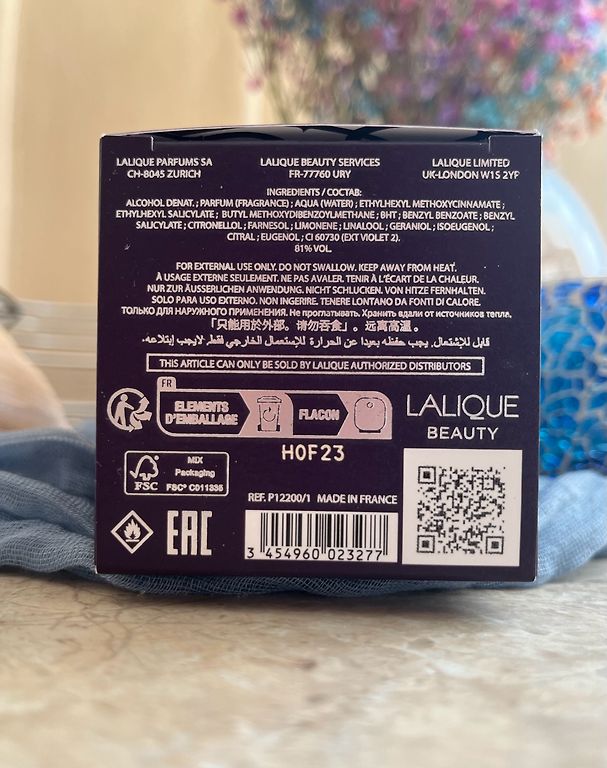 LALIQUE PARFUMS SA
CH-8045 ZURICH
LALIQUE BEAUTY SERVICES
FR-77760 URY
LALIQUE LIMITED
UK-LONDON W1S 2YF
INGREDIENTS / СОСТАВ:
ALCOHOL DENAT. ; PARFUM (FRAGRANCE) ; AQUA (WATER) ; ETHYLHEXYL METHOXYCINNAMATE ;
ETHYLHEXYL SALICYLATE ; BUTYL METHOXYDIBENZOYLMETHANE ; BHT ; BENZYL BENZOATE ; BENZYL
SALICYLATE ; CITRONELLOL ; FARNESOL ; LIMONENE ; LINALOOL ; GERANIOL ; ISOEUGENOL ;
CITRAL ; EUGENOL ; CI 60730 (EXT VIOLET 2).
81% VOL.
FOR EXTERNAL USE ONLY. DO NOT SWALLOW. KEEP AWAY FROM HEAT.
À USAGE EXTERNE SEULEMENT. NE PAS AVALER. TENIR À L'ÉCART DE LA CHALEUR.
NUR ZUR ÄUSSERLICHEN ANWENDUNG. NICHT SCHLUCKEN. VON HITZE FERNHALTEN.
SOLO PARA USO EXTERNO. NON INGERIRE. TENERE LONTANO DA FONTI DI CALORE.
ТОЛЬКО ДЛЯ НАРУЖНОГО ПРИМЕНЕНИЯ. Не проглатывать. Хранить вдали от источников тепла.
「只能用於外部。请勿吞食」。远离高温。
قابل للإشتعال. يجب حفظه بعيدا عن الحرارة للإستعمال الخارجي فقط. لايجب إبتلاعه.
THIS ARTICLE CAN ONLY BE SOLD BY LALIQUE AUTHORIZED DISTRIBUTORS
FR
ELEMENTS
D'EMBALLAGE
FLACON
LALIQUE
BEAUTY
H0F23
FSC
MIX
Packaging
FSC® C011335
REF. P12200/1 MADE IN FRANCE
EAC
3 454960 023277